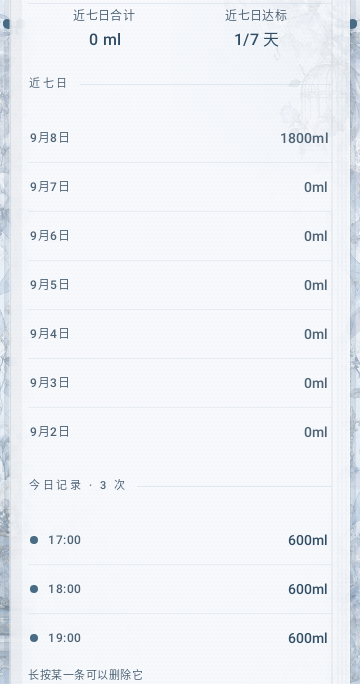 近七日合计 近七日达标
0 ml 1/7 天
近七日
9月8日 1800ml
9月7日 0ml
9月6日 0ml
9月5日 0ml
9月4日 0ml
9月3日 0ml
9月2日 0ml
今日记录 · 3 次
17:00 600ml
18:00 600ml
19:00 600ml
长按某一条可以删除它